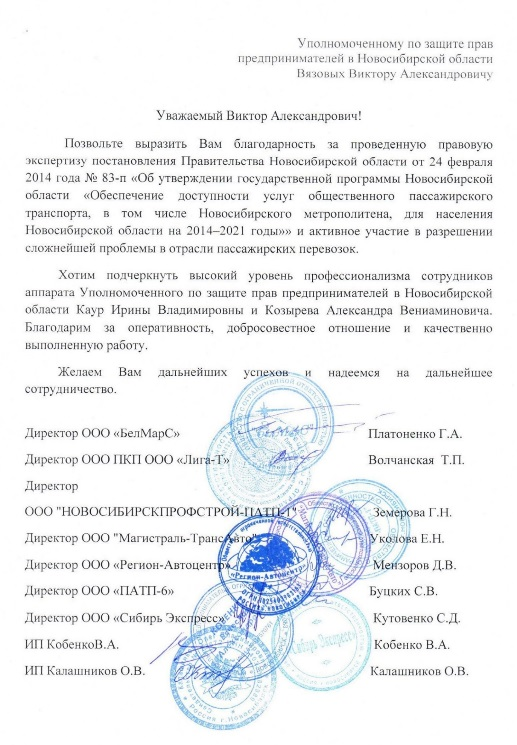 Уполномоченному по защите прав
предпринимателей в Новосибирской области
Вязовых Виктору Александровичу
Уважаемый Виктор Александрович!
Позвольте выразить Вам благодарность за проведенную правовую
экспертизу постановления Правительства Новосибирской области от 24 февраля
2014 года № 83-п «Об утверждении государственной программы Новосибирской
области «Обеспечение доступности услуг общественного пассажирского
транспорта, в том числе Новосибирского метрополитена, для населения
Новосибирской области на 2014–2021 годы»» и активное участие в разрешении
сложнейшей проблемы в отрасли пассажирских перевозок.
Хотим подчеркнуть высокий уровень профессионализма сотрудников
аппарата Уполномоченного по защите прав предпринимателей в Новосибирской
области Каур Ирины Владимировны и Козырева Александра Вениаминовича.
Благодарим за оперативность, добросовестное отношение и качественно
выполненную работу.
Желаем Вам дальнейших успехов и надеемся на дальнейшее
сотрудничество.
Директор ООО «БелМарС» Платоненко Г.А.
Директор ООО ПКП ООО «Лига-Т» Волчанская Т.П.
Директор
ООО "НОВОСИБИРСКПРОФСТРОЙ-ПАТП-1" Земерова Г.Н.
Директор ООО "Магистраль-ТрансАвто" Уколова Е.Н.
Директор ООО «Регион-Автоцентр» Мензоров Д.В.
«Регион-Автоцентр»
Директор ООО «ПАТП-6» Буцких С.В.
Директор ООО «Сибирь Экспресс» Кутовенко С.Д.
Сибирь Экспресс
ИП КобенкоВ.А. Кобенко В.А.
ИП Калашников О.В. Калашников О.В.